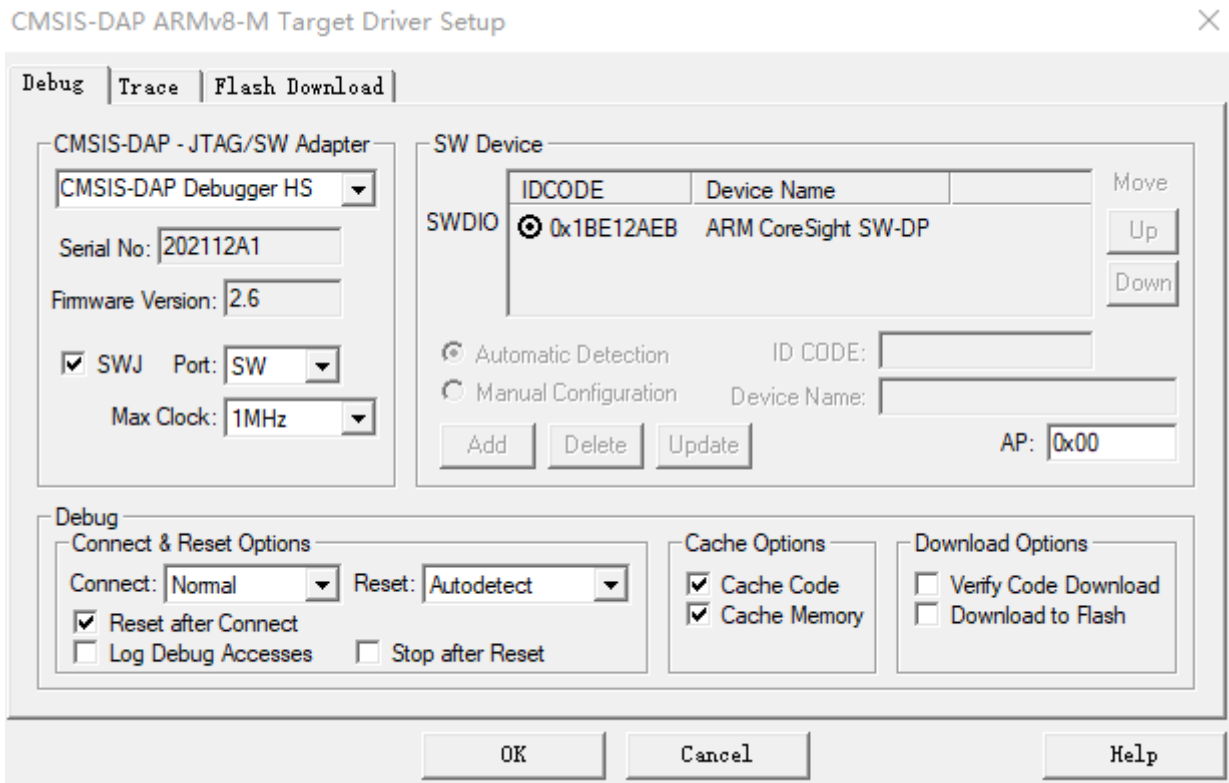 CMSIS-DAP ARMv8-M Target Driver Setup
Debug Trace Flash Download
CMSIS-DAP - JTAG/SW Adapter
CMSIS-DAP Debugger HS
Serial No: 202112A1
Firmware Version: 2.6
SWJ Port: SW
Max Clock: 1MHz
SW Device
IDCODE Device Name
SWDIO 0x1BE12AEB ARM CoreSight SW-DP
Move
Up
Down
Automatic Detection ID CODE:
Manual Configuration Device Name:
Add Delete Update AP: 0x00
Debug
Connect & Reset Options
Connect: Normal Reset: Autodetect
Reset after Connect
Log Debug Accesses Stop after Reset
Cache Options
Cache Code
Cache Memory
Download Options
Verify Code Download
Download to Flash
OK Cancel Help